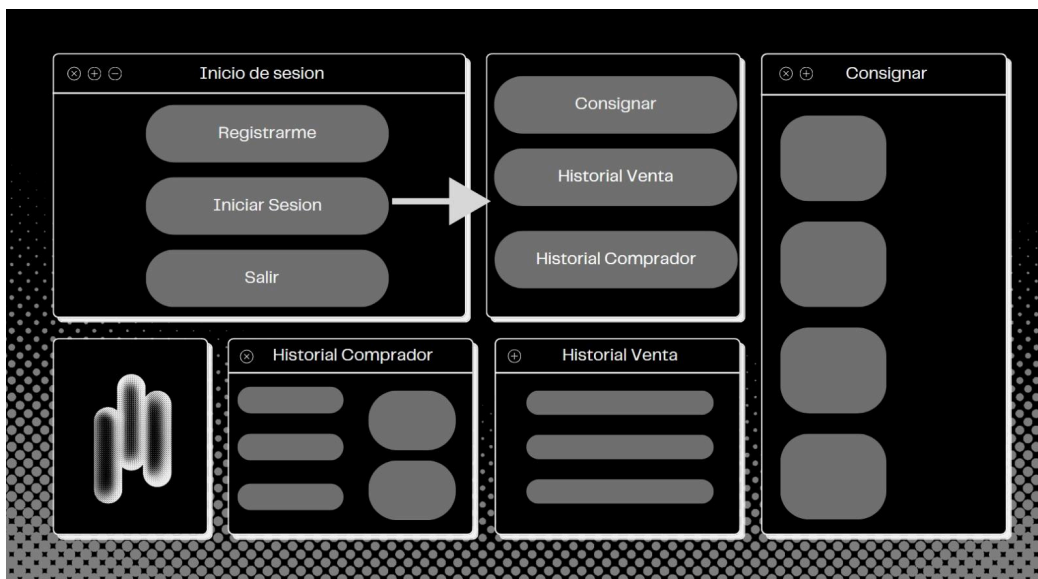 Inicio de sesion
Registrarme
Iniciar Sesion
Salir
Consignar
Historial Venta
Historial Comprador
Consignar
Historial Comprador
Historial Venta